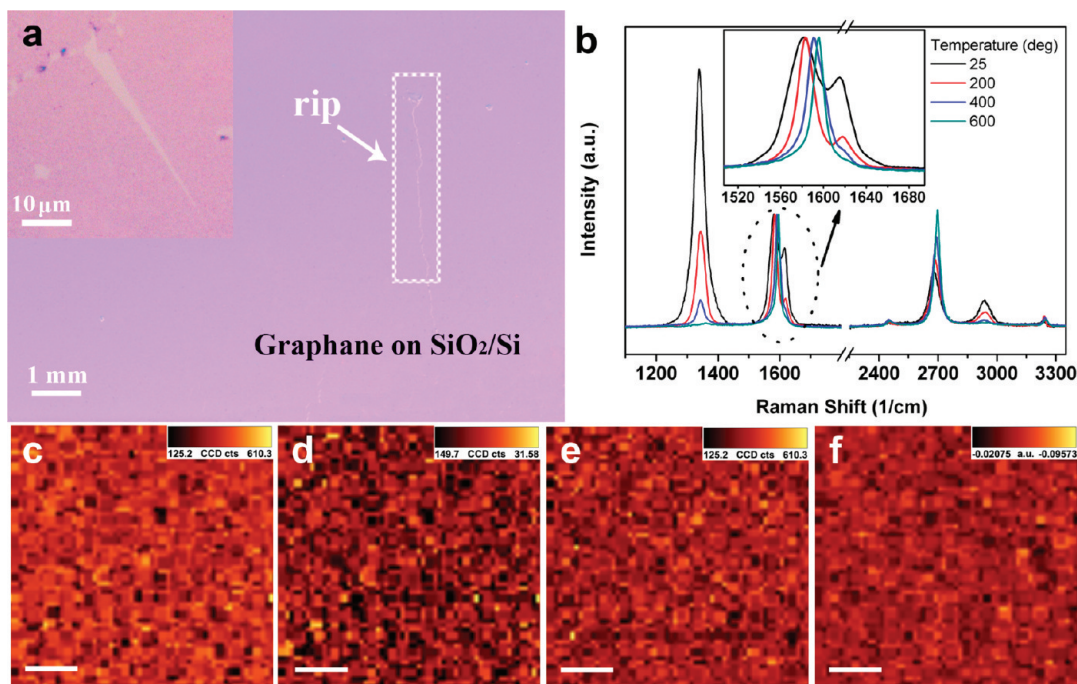 a
rip
10 μm
Graphane on SiO₂/Si
1 mm
b
Temperature (deg)
25
200
400
600
1520 1560 1600 1640 1680
Intensity (a.u.)
1200 1400 1600 2400 2700 3000 3300
Raman Shift (1/cm)
c
125.2 CCD cts 610.3
d
149.7 CCD cts 31.58
e
125.2 CCD cts 610.3
f
-0.02075 a.u. -0.09573